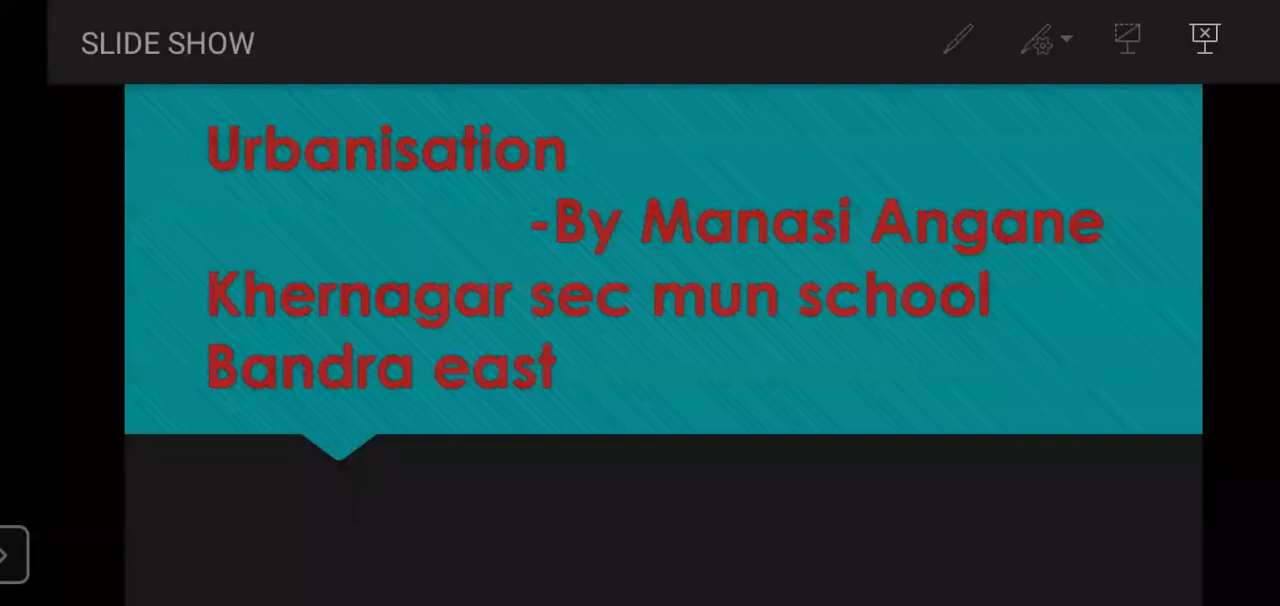 SLIDE SHOW
Urbanisation
-By Manasi Angane
Khernagar sec mun school
Bandra east